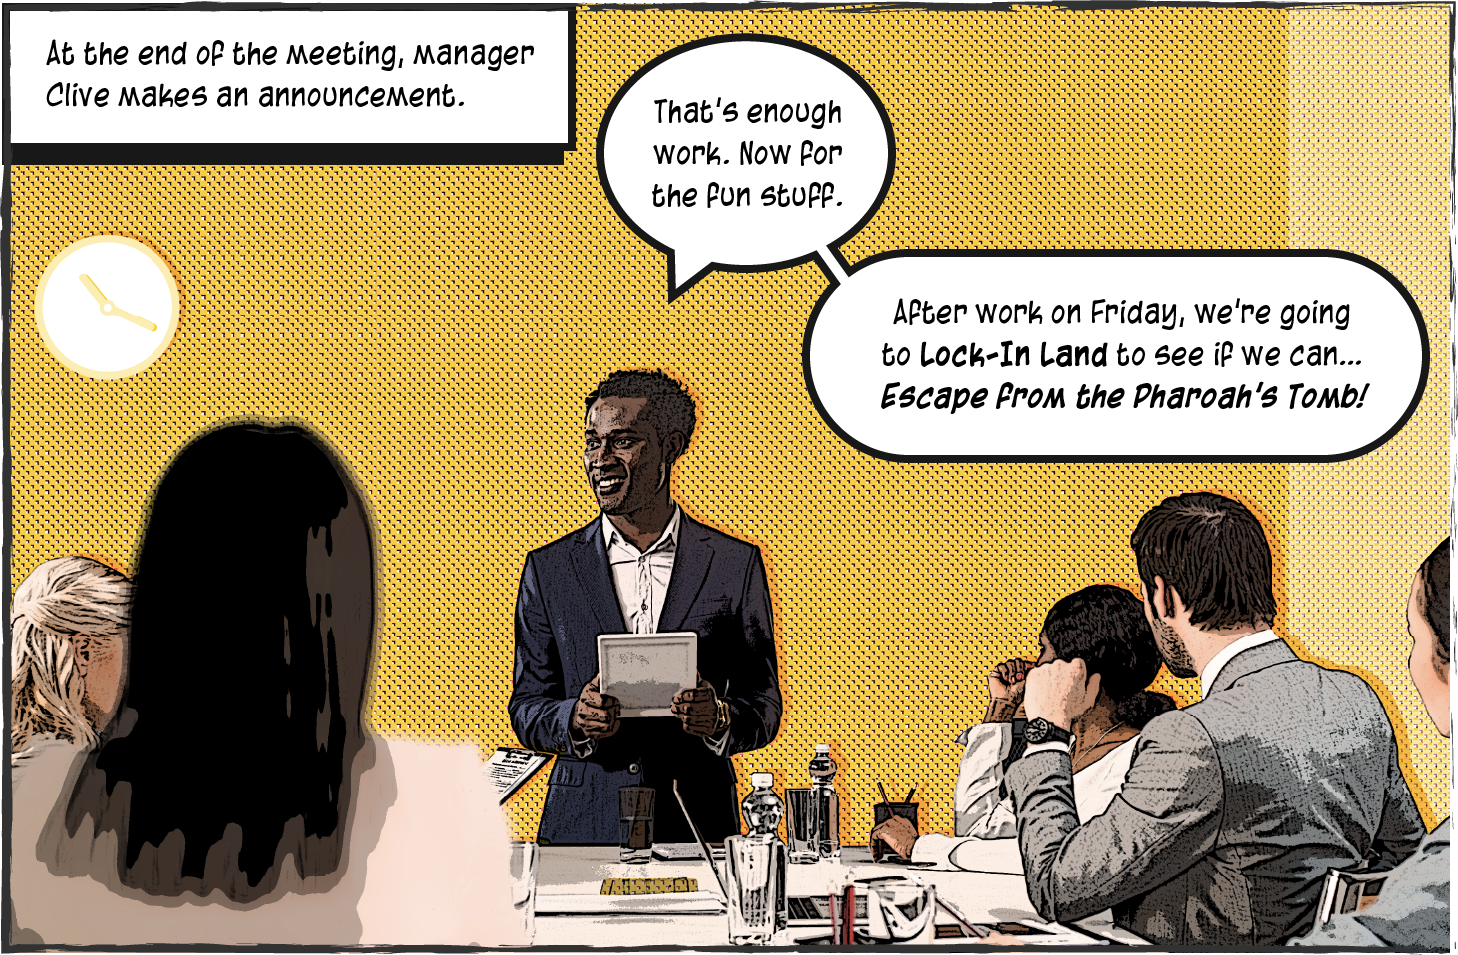 At the end of the meeting, manager
Clive makes an announcement.
That's enough
work. Now for
the fun stuff.
After work on Friday, we're going
to Lock-In Land to see if we can...
Escape from the Pharoah's Tomb!